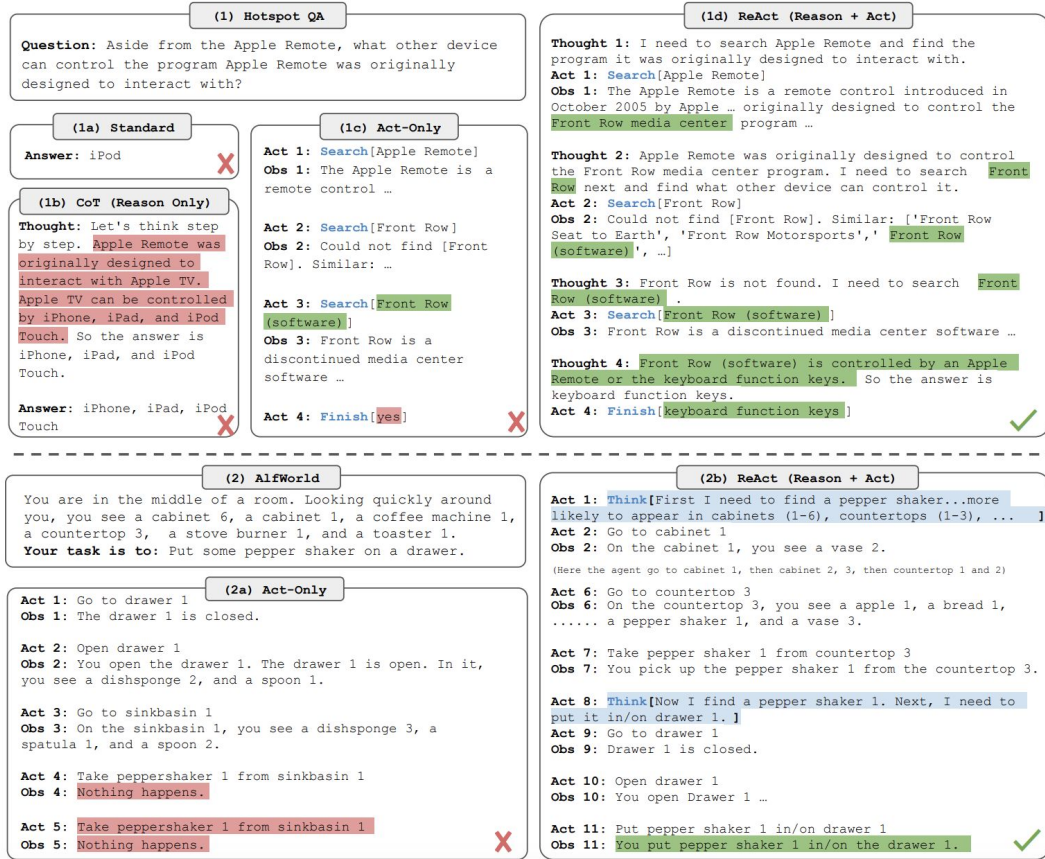 (1) Hotspot QA
Question: Aside from the Apple Remote, what other device
can control the program Apple Remote was originally
designed to interact with?
(1a) Standard
Answer: iPod
(1b) CoT (Reason Only)
Thought: Let's think step
by step. Apple Remote was
originally designed to
interact with Apple TV.
Apple TV can be controlled
by iPhone, iPad, and iPod
Touch. So the answer is
iPhone, iPad, and iPod
Touch.
Answer: iPhone, iPad, iPod
Touch
(1c) Act-Only
Act 1: Search[Apple Remote]
Obs 1: The Apple Remote is a
remote control …
Act 2: Search[Front Row]
Obs 2: Could not find [Front
Row]. Similar: …
Act 3: Search[Front Row
(software)]
Obs 3: Front Row is a
discontinued media center
software …
Act 4: Finish[yes]
(1d) ReAct (Reason + Act)
Thought 1: I need to search Apple Remote and find the
program it was originally designed to interact with.
Act 1: Search[Apple Remote]
Obs 1: The Apple Remote is a remote control introduced in
October 2005 by Apple … originally designed to control the
Front Row media center program …
Thought 2: Apple Remote was originally designed to control
the Front Row media center program. I need to search Front
Row next and find what other device can control it.
Act 2: Search[Front Row]
Obs 2: Could not find [Front Row]. Similar: ['Front Row
Seat to Earth', 'Front Row Motorsports',' Front Row
(software)', …]
Thought 3: Front Row is not found. I need to search Front
Row (software) .
Act 3: Search[Front Row (software)]
Obs 3: Front Row is a discontinued media center software …
Thought 4: Front Row (software) is controlled by an Apple
Remote or the keyboard function keys. So the answer is
keyboard function keys.
Act 4: Finish[keyboard function keys]
(2) AlfWorld
You are in the middle of a room. Looking quickly around
you, you see a cabinet 6, a cabinet 1, a coffee machine 1,
a countertop 3, a stove burner 1, and a toaster 1.
Your task is to: Put some pepper shaker on a drawer.
(2a) Act-Only
Act 1: Go to drawer 1
Obs 1: The drawer 1 is closed.
Act 2: Open drawer 1
Obs 2: You open the drawer 1. The drawer 1 is open. In it,
you see a dishsponge 2, and a spoon 1.
Act 3: Go to sinkbasin 1
Obs 3: On the sinkbasin 1, you see a dishsponge 3, a
spatula 1, and a spoon 2.
Act 4: Take peppershaker 1 from sinkbasin 1
Obs 4: Nothing happens.
Act 5: Take peppershaker 1 from sinkbasin 1
Obs 5: Nothing happens.
(2b) ReAct (Reason + Act)
Act 1: Think[First I need to find a pepper shaker...more
likely to appear in cabinets (1-6), countertops (1-3), ... ]
Act 2: Go to cabinet 1
Obs 2: On the cabinet 1, you see a vase 2.
(Here the agent go to cabinet 1, then cabinet 2, 3, then countertop 1 and 2)
Act 6: Go to countertop 3
Obs 6: On the countertop 3, you see a apple 1, a bread 1,
...... a pepper shaker 1, and a vase 3.
Act 7: Take pepper shaker 1 from countertop 3
Obs 7: You pick up the pepper shaker 1 from the countertop 3.
Act 8: Think[Now I find a pepper shaker 1. Next, I need to
put it in/on drawer 1. ]
Act 9: Go to drawer 1
Obs 9: Drawer 1 is closed.
Act 10: Open drawer 1
Obs 10: You open Drawer 1 …
Act 11: Put pepper shaker 1 in/on drawer 1
Obs 11: You put pepper shaker 1 in/on the drawer 1.